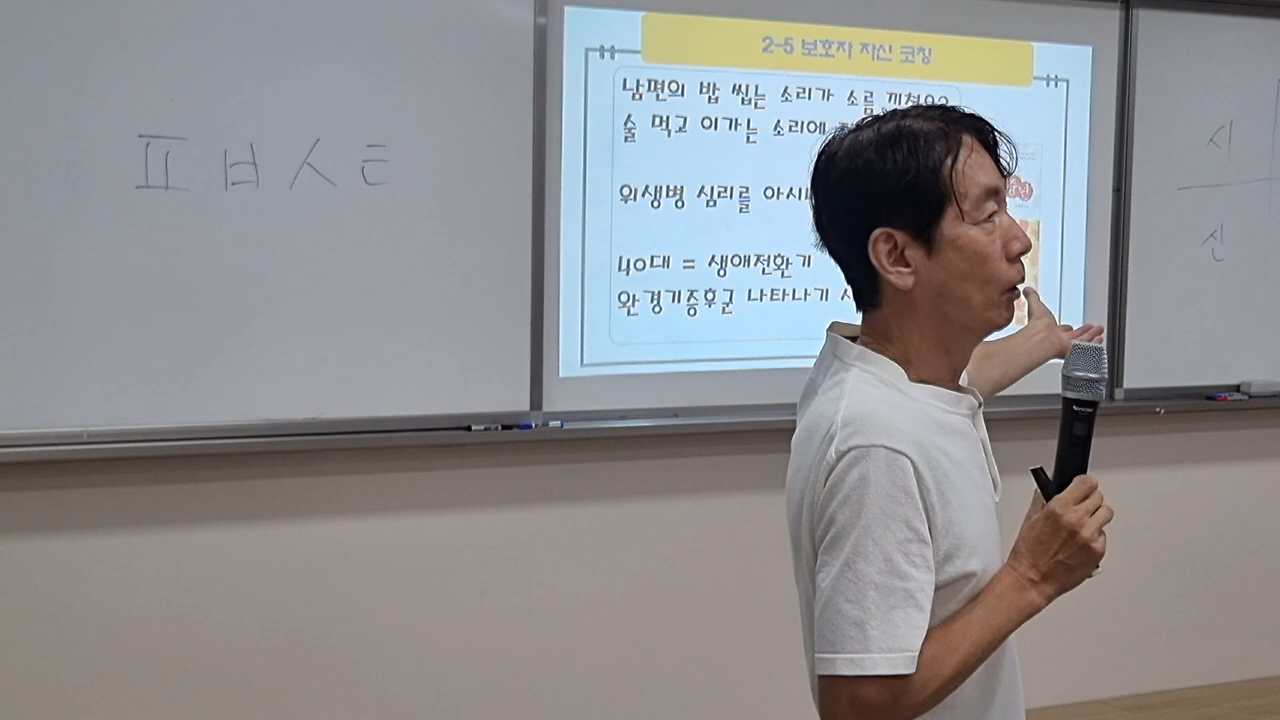 ㅍ ㅂ ㅅ ㄷ
2-5 보호자 자신 코칭
남편의 밥 씹는 소리가 소름 끼쳐요?
술 먹고 이가는 소리에
위생병 심리를 아시
40대 = 생애전환기
완경기증후군 나타나기
시
신